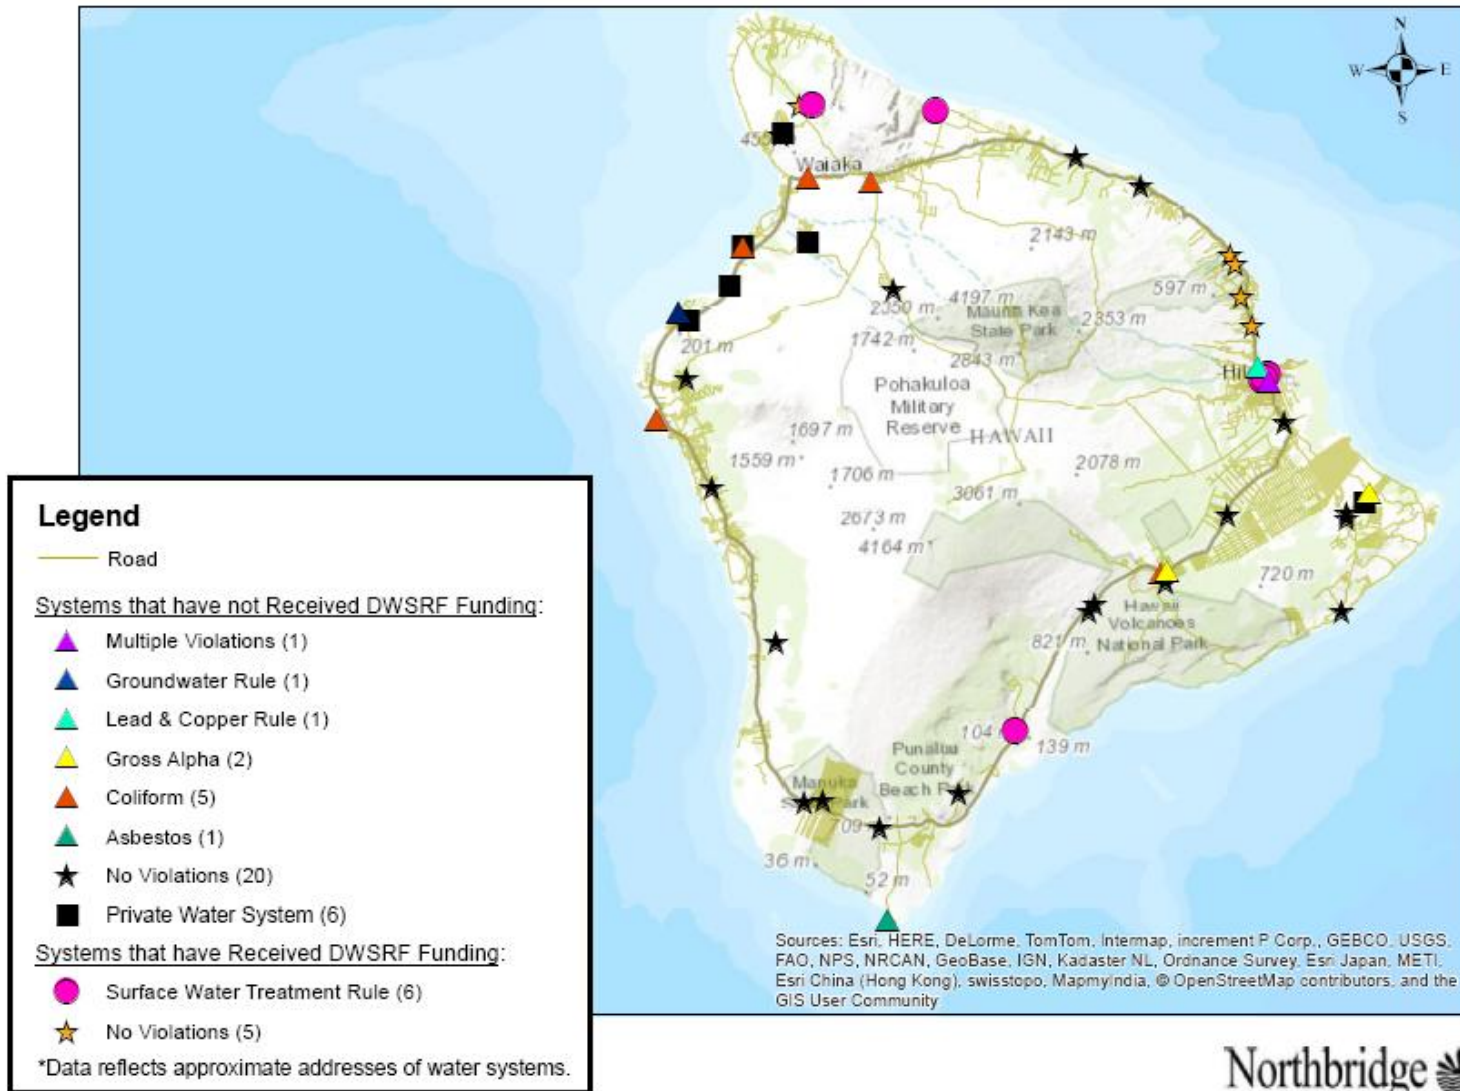 N
W E
S
Waiaka
2143 m
597 m
2350 m
4197 m
Mauna Kea
State Park
2353 m
201 m
1742 m
2843 m
Pohakuloa
Military
Reserve
HAWAII
1697 m
1559 m
1706 m
2078 m
3061 m
2673 m
4164 m
720 m
Hawaii
Volcanoes
National Park
821 m
139 m
Punaluu
County
Beach
Manuka
Park
36 m
52 m
Legend
Road
Systems that have not Received DWSRF Funding:
Multiple Violations (1)
Groundwater Rule (1)
Lead & Copper Rule (1)
Gross Alpha (2)
Coliform (5)
Asbestos (1)
No Violations (20)
Private Water System (6)
Systems that have Received DWSRF Funding:
Surface Water Treatment Rule (6)
No Violations (5)
*Data reflects approximate addresses of water systems.
Sources: Esri, HERE, DeLorme, TomTom, Intermap, increment P Corp., GEBCO, USGS,
FAO, NPS, NRCAN, GeoBase, IGN, Kadaster NL, Ordnance Survey, Esri Japan, METI,
Esri China (Hong Kong), swisstopo, MapmyIndia, © OpenStreetMap contributors, and the
GIS User Community
Northbridge